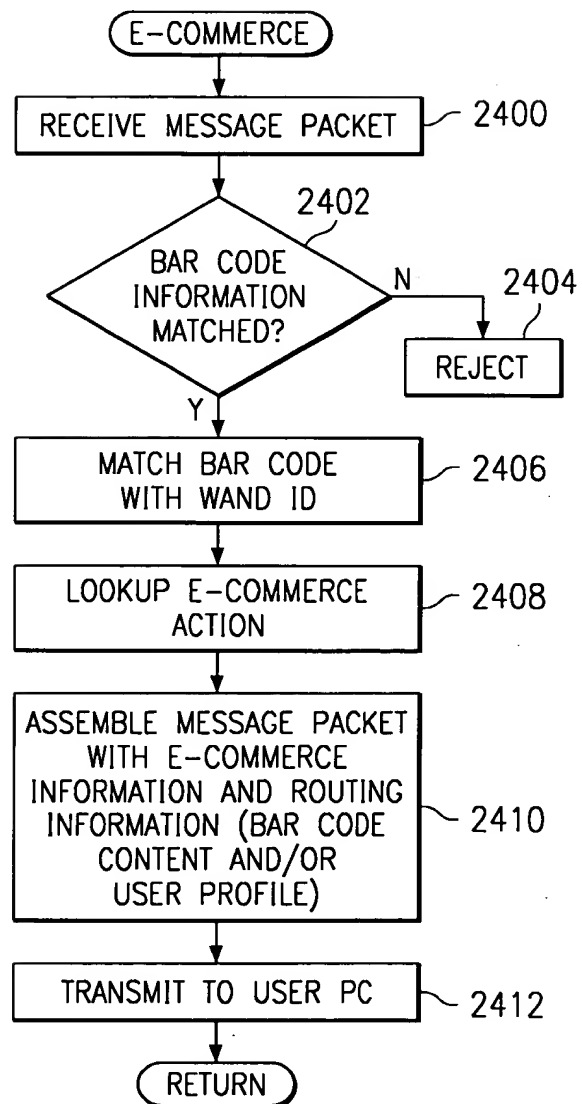 E-COMMERCE
RECEIVE MESSAGE PACKET
2400
2402
BAR CODE
INFORMATION
MATCHED?
N
2404
REJECT
Y
MATCH BAR CODE
WITH WAND ID
2406
LOOKUP E-COMMERCE
ACTION
2408
ASSEMBLE MESSAGE PACKET
WITH E-COMMERCE
INFORMATION AND ROUTING
INFORMATION (BAR CODE
CONTENT AND/OR
USER PROFILE)
2410
TRANSMIT TO USER PC
2412
RETURN